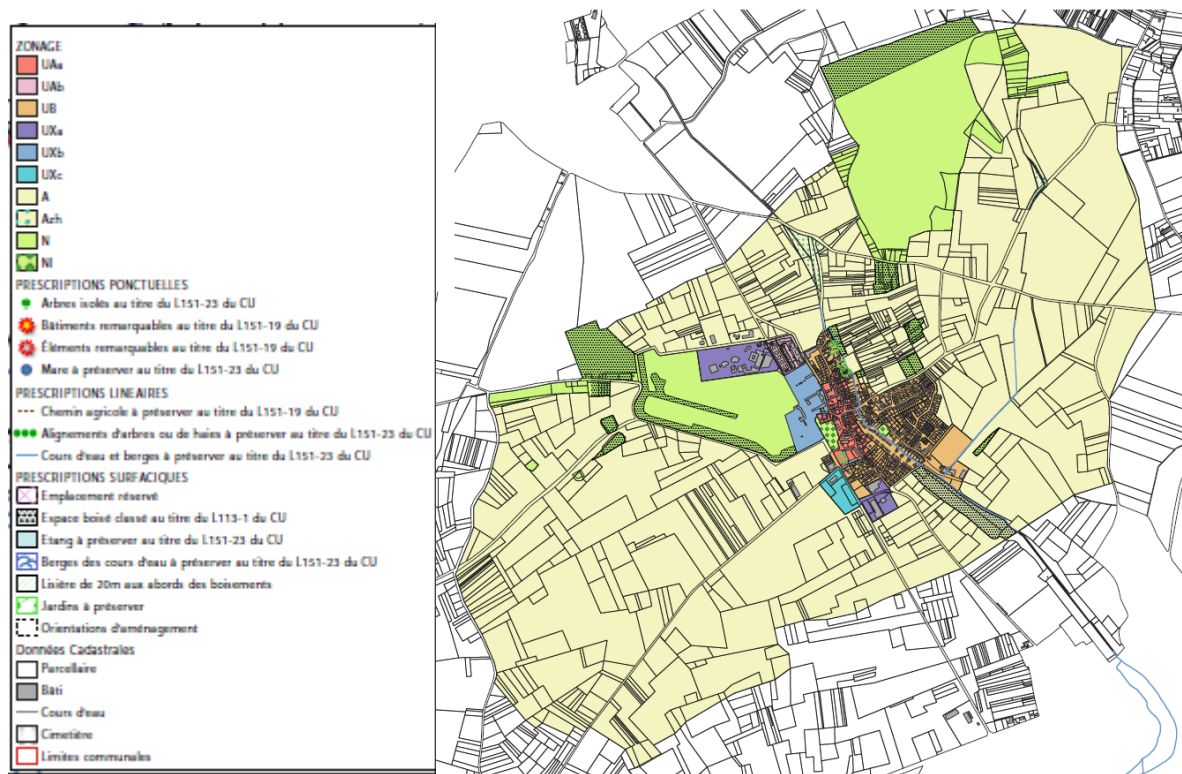 ZONAGE
UAa
UAb
UB
UXa
UXb
UXc
A
Azh
N
NI
PRESCRIPTIONS PONCTUELLES
Arbres isolés au titre du L151-23 du CU
Bâtiments remarquables au titre du L151-19 du CU
Éléments remarquables au titre du L151-19 du CU
Mare à préserver au titre du L151-23 du CU
PRESCRIPTIONS LINEAIRES
Chemin agricole à préserver au titre du L151-19 du CU
Alignements d'arbres ou de haies à préserver au titre du L151-23 du CU
Cours d'eau et berges à préserver au titre du L151-23 du CU
PRESCRIPTIONS SURFACIQUES
Emplacement réservé
Espace boisé classé au titre du L113-1 du CU
Etang à préserver au titre du L151-23 du CU
Berges des cours d'eau à préserver au titre du L151-23 du CU
Lisière de 20m aux abords des boisements
Jardins à préserver
Orientations d'aménagement
Données Cadastrales
Parcellaire
Bâti
Cours d'eau
Cimetière
Limites communales